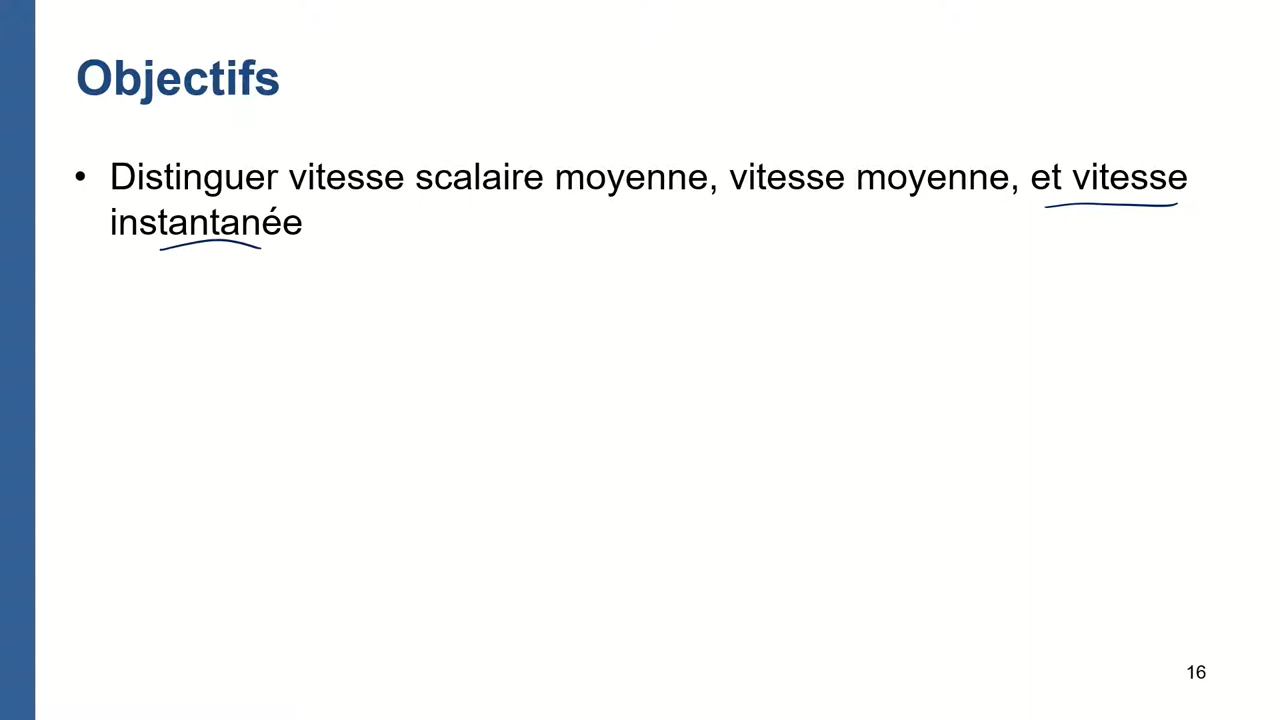 Objectifs
• Distinguer vitesse scalaire moyenne, vitesse moyenne, et vitesse
instantanée
16